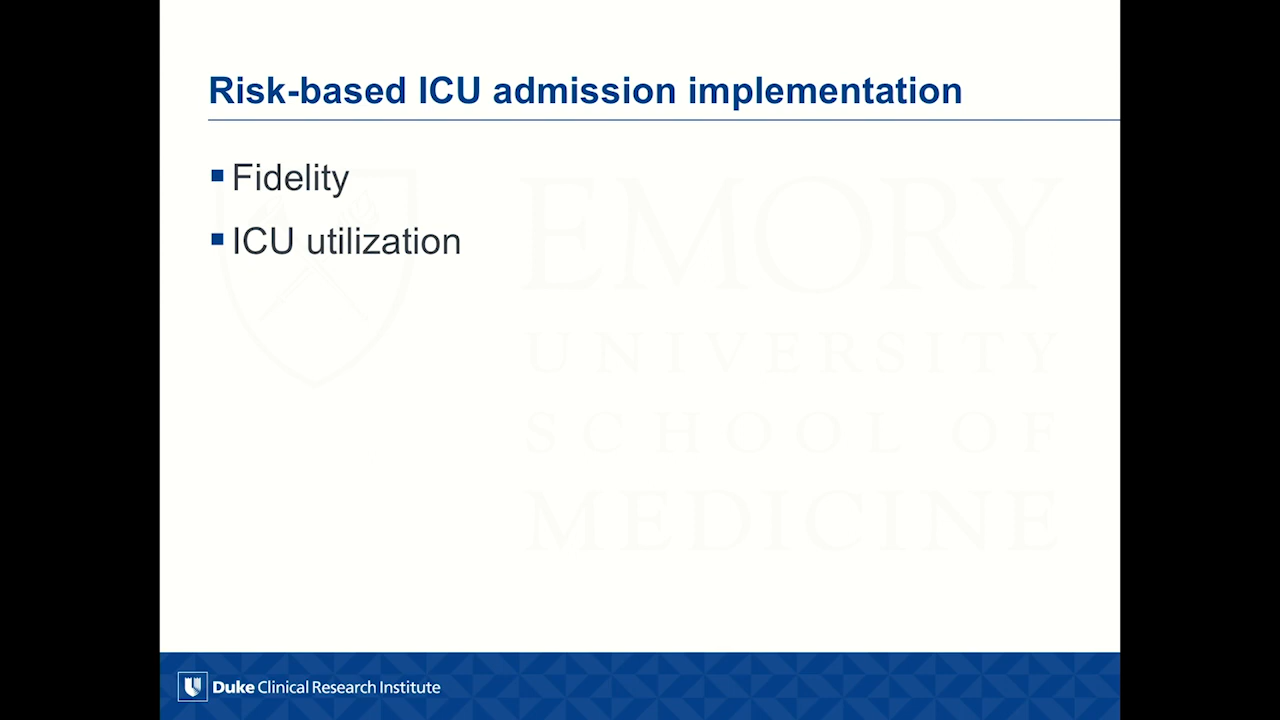 Risk-based ICU admission implementation
Fidelity
ICU utilization
EMORY
UNIVERSITY
SCHOOL OF
MEDICINE
Duke Clinical Research Institute